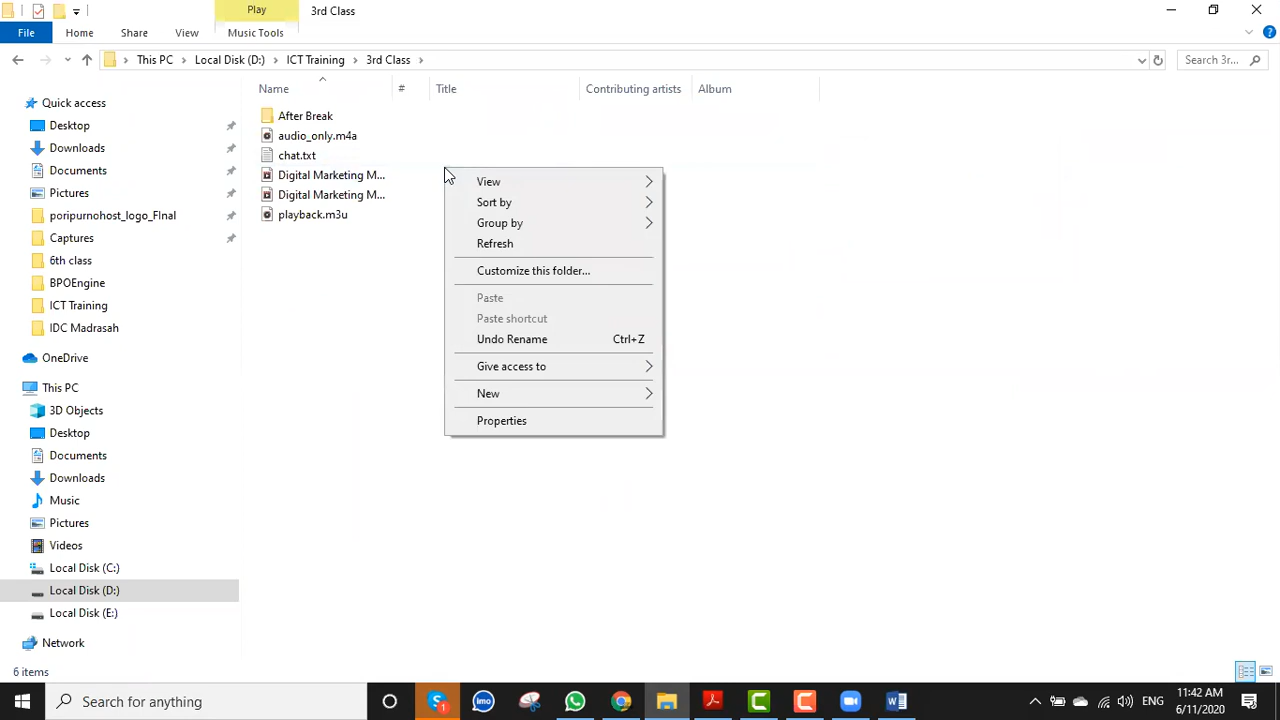 Play
3rd Class
File
Home
Share
View
Music Tools
This PC
Local Disk (D:)
ICT Training
3rd Class
Search 3r...
Quick access
Desktop
Downloads
Documents
Pictures
poripurnohost_logo_FInal
Captures
6th class
BPOEngine
ICT Training
IDC Madrasah
OneDrive
This PC
3D Objects
Desktop
Documents
Downloads
Music
Pictures
Videos
Local Disk (C:)
Local Disk (D:)
Local Disk (E:)
Network
Name
#
Title
Contributing artists
Album
After Break
audio_only.m4a
chat.txt
Digital Marketing M...
Digital Marketing M...
playback.m3u
View
Sort by
Group by
Refresh
Customize this folder...
Paste
Paste shortcut
Undo Rename Ctrl+Z
Give access to
New
Properties
6 items
Search for anything
1
imo
ENG
11:42 AM
6/11/2020